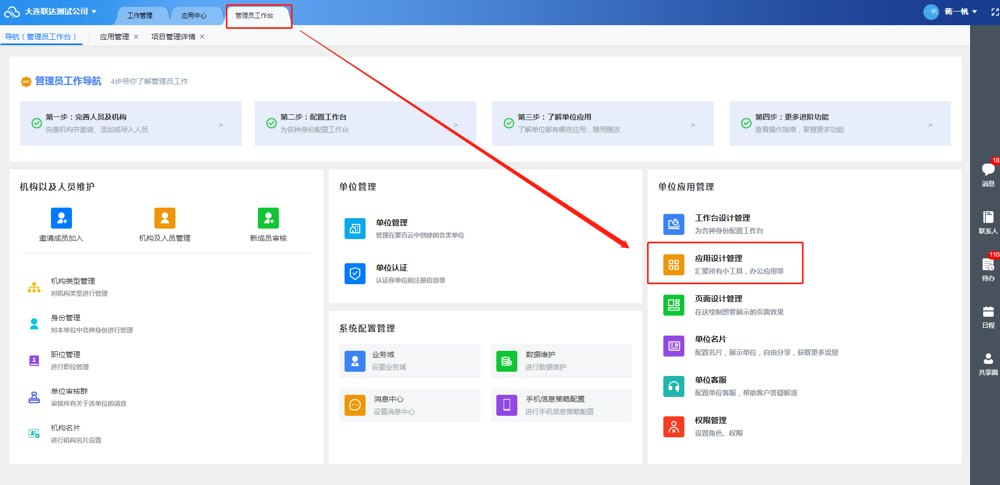 大连联达测试公司
工作管理
应用中心
管理员工作台
一帆
蒋一帆
导航（管理员工作台）
应用管理 ×
项目管理详情 ×
HOT
管理员工作导航
4步带你了解管理员工作
第一步：完善人员及机构
完善机构并邀请、添加或导入人员
>
第二步：配置工作台
为各种身份配置工作台
>
第三步：了解单位应用
了解单位都有哪些应用，随用随改
>
第四步：更多进阶功能
查看操作指南，掌握更多功能
>
机构以及人员维护
邀请成员加入
机构及人员管理
新成员审核
机构类型管理
对机构类型进行管理
身份管理
对本单位中各种身份进行管理
职位管理
进行职位管理
单位审核群
审核所有关于该单位的消息
机构名片
进行机构名片设置
单位管理
单位管理
管理在聚百云中创建的各类单位
单位认证
认证你单位的注册信息等
系统配置管理
业务域
设置业务域
数据维护
进行数据维护
消息中心
设置消息中心
手机信息策略配置
进行手机信息策略配置
单位应用管理
工作台设计管理
为各种身份配置工作台
应用设计管理
汇聚所有小工具，办公应用等
页面设计管理
在这绘制想要展示的页面效果
单位名片
配置名片，展示单位，自由分享，获取更多流量
单位客服
配置单位客服，帮助客户答疑解惑
权限管理
设置角色、权限
18
消息
联系人
110
待办
日程
共享圈